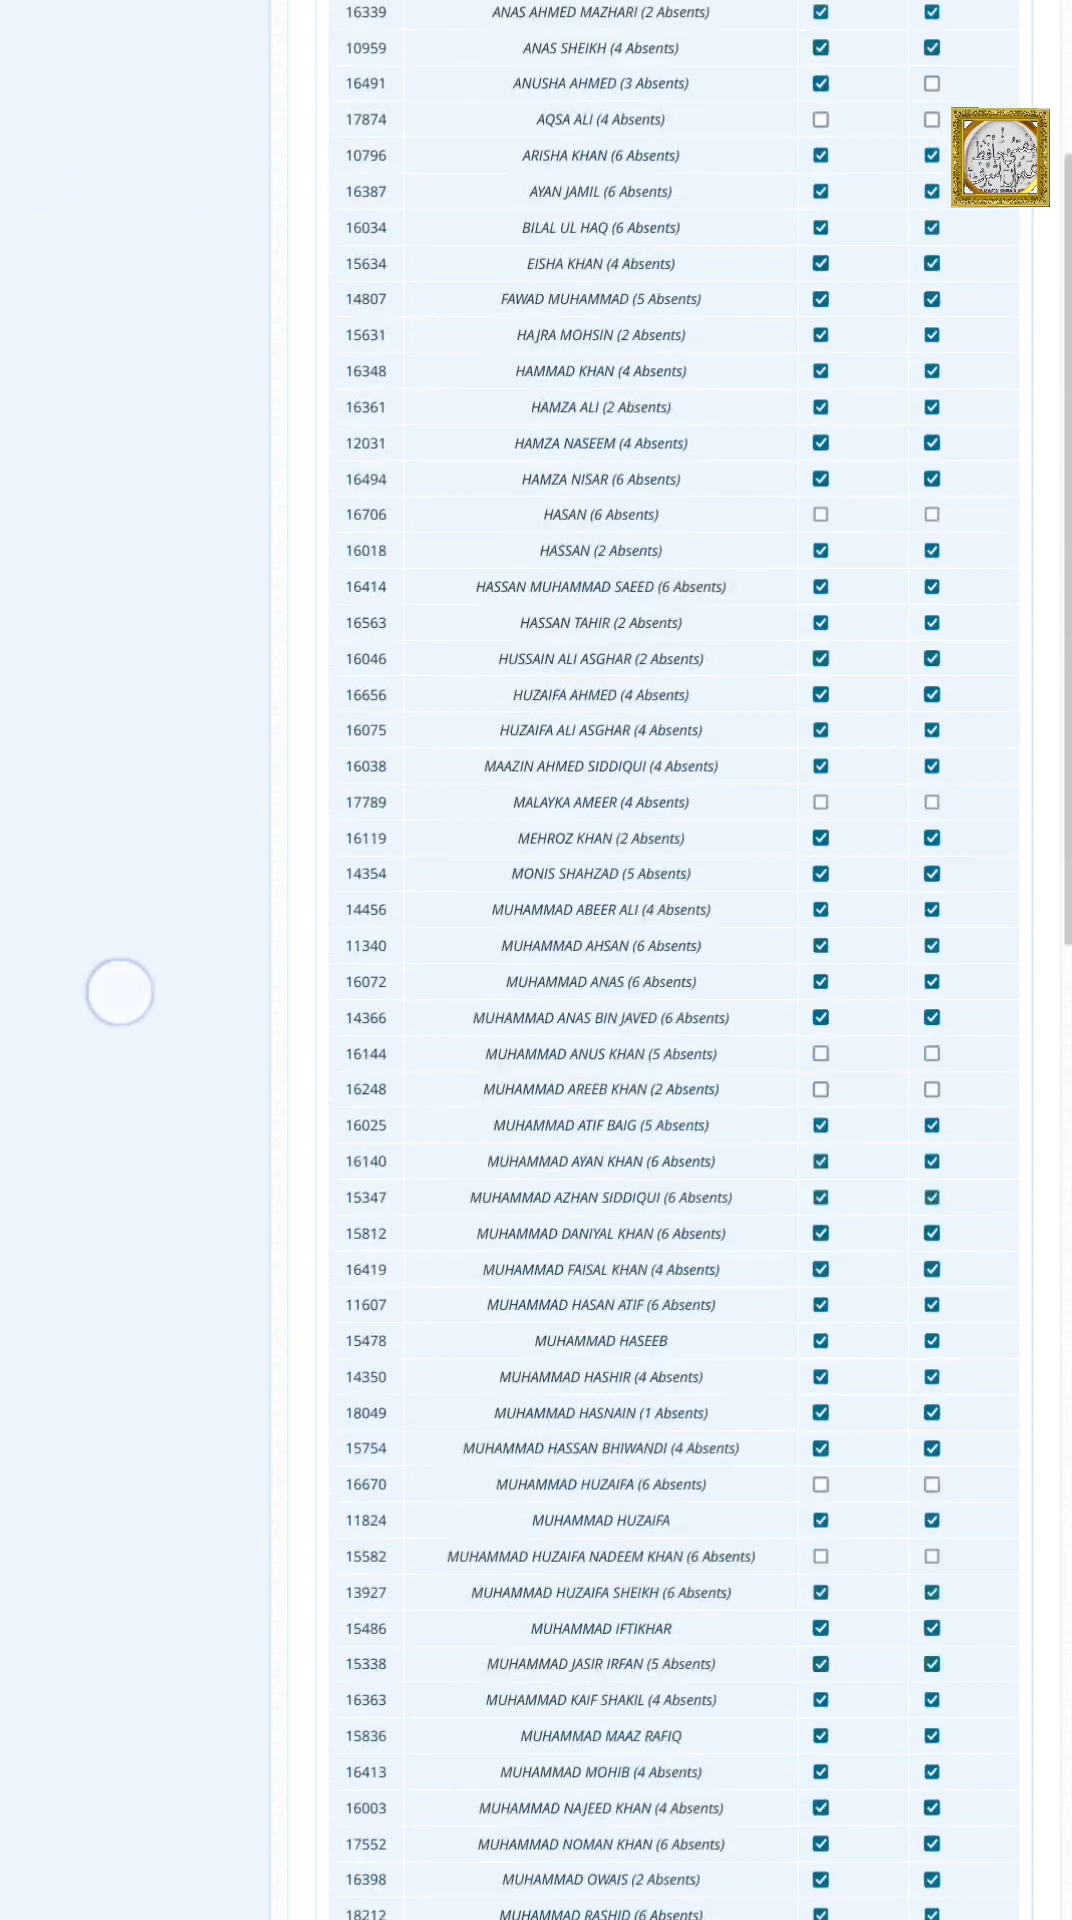 16339 ANAS AHMED MAZHARI (2 Absents)
10959 ANAS SHEIKH (4 Absents)
16491 ANUSHA AHMED (3 Absents)
17874 AQSA ALI (4 Absents)
10796 ARISHA KHAN (6 Absents)
16387 AYAN JAMIL (6 Absents)
16034 BILAL UL HAQ (6 Absents)
15634 EISHA KHAN (4 Absents)
14807 FAWAD MUHAMMAD (5 Absents)
15631 HAJRA MOHSIN (2 Absents)
16348 HAMMAD KHAN (4 Absents)
16361 HAMZA ALI (2 Absents)
12031 HAMZA NASEEM (4 Absents)
16494 HAMZA NISAR (6 Absents)
16706 HASAN (6 Absents)
16018 HASSAN (2 Absents)
16414 HASSAN MUHAMMAD SAEED (6 Absents)
16563 HASSAN TAHIR (2 Absents)
16046 HUSSAIN ALI ASGHAR (2 Absents)
16656 HUZAIFA AHMED (4 Absents)
16075 HUZAIFA ALI ASGHAR (4 Absents)
16038 MAAZIN AHMED SIDDIQUI (4 Absents)
17789 MALAYKA AMEER (4 Absents)
16119 MEHROZ KHAN (2 Absents)
14354 MONIS SHAHZAD (5 Absents)
14456 MUHAMMAD ABEER ALI (4 Absents)
11340 MUHAMMAD AHSAN (6 Absents)
16072 MUHAMMAD ANAS (6 Absents)
14366 MUHAMMAD ANAS BIN JAVED (6 Absents)
16144 MUHAMMAD ANUS KHAN (5 Absents)
16248 MUHAMMAD AREEB KHAN (2 Absents)
16025 MUHAMMAD ATIF BAIG (5 Absents)
16140 MUHAMMAD AYAN KHAN (6 Absents)
15347 MUHAMMAD AZHAN SIDDIQUI (6 Absents)
15812 MUHAMMAD DANIYAL KHAN (6 Absents)
16419 MUHAMMAD FAISAL KHAN (4 Absents)
11607 MUHAMMAD HASAN ATIF (6 Absents)
15478 MUHAMMAD HASEEB
14350 MUHAMMAD HASHIR (4 Absents)
18049 MUHAMMAD HASNAIN (1 Absents)
15754 MUHAMMAD HASSAN BHIWANDI (4 Absents)
16670 MUHAMMAD HUZAIFA (6 Absents)
11824 MUHAMMAD HUZAIFA
15582 MUHAMMAD HUZAIFA NADEEM KHAN (6 Absents)
13927 MUHAMMAD HUZAIFA SHEIKH (6 Absents)
15486 MUHAMMAD IFTIKHAR
15338 MUHAMMAD JASIR IRFAN (5 Absents)
16363 MUHAMMAD KAIF SHAKIL (4 Absents)
15836 MUHAMMAD MAAZ RAFIQ
16413 MUHAMMAD MOHIB (4 Absents)
16003 MUHAMMAD NAJEED KHAN (4 Absents)
17552 MUHAMMAD NOMAN KHAN (6 Absents)
16398 MUHAMMAD OWAIS (2 Absents)
18212 MUHAMMAD RASHID (6 Absents)